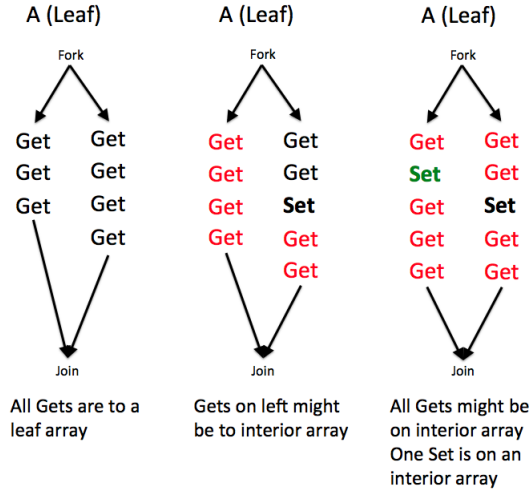 A (Leaf)
Fork
Get
Get
Get
Get
Get
Get
Get
Join
All Gets are to a
leaf array
A (Leaf)
Fork
Get
Get
Get
Get
Get
Get
Set
Get
Get
Join
Gets on left might
be to interior array
A (Leaf)
Fork
Get
Set
Get
Get
Get
Get
Get
Set
Get
Get
Join
All Gets might be
on interior array
One Set is on an
interior array